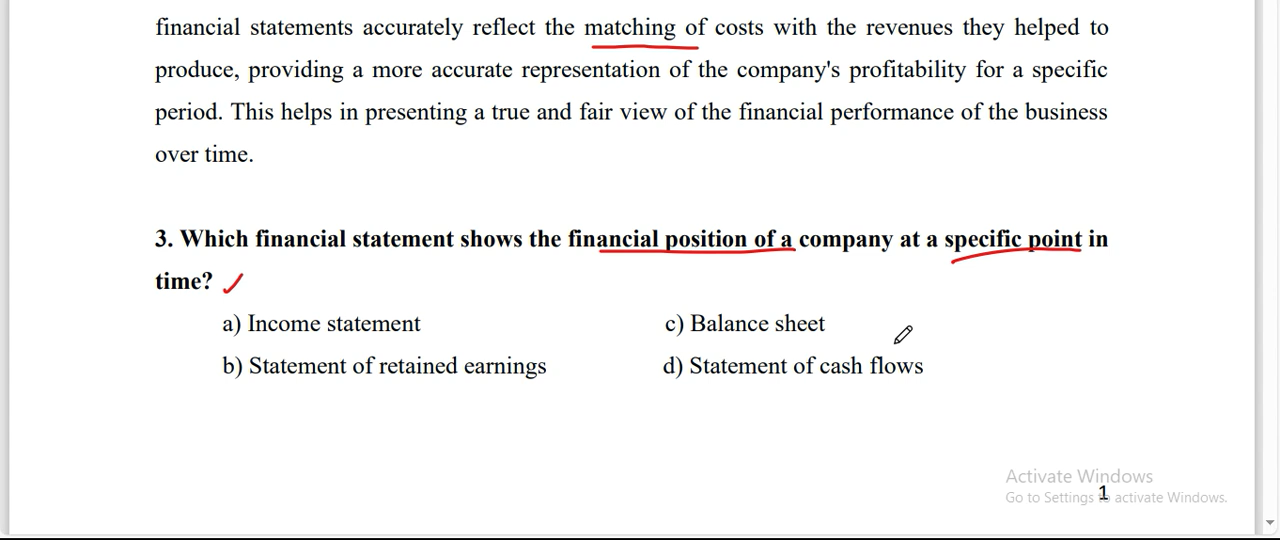 financial statements accurately reflect the matching of costs with the revenues they helped to
produce, providing a more accurate representation of the company's profitability for a specific
period. This helps in presenting a true and fair view of the financial performance of the business
over time.
3. Which financial statement shows the financial position of a company at a specific point in
time?
a) Income statement
c) Balance sheet
b) Statement of retained earnings
d) Statement of cash flows
Activate Windows
Go to Settings to activate Windows.
1